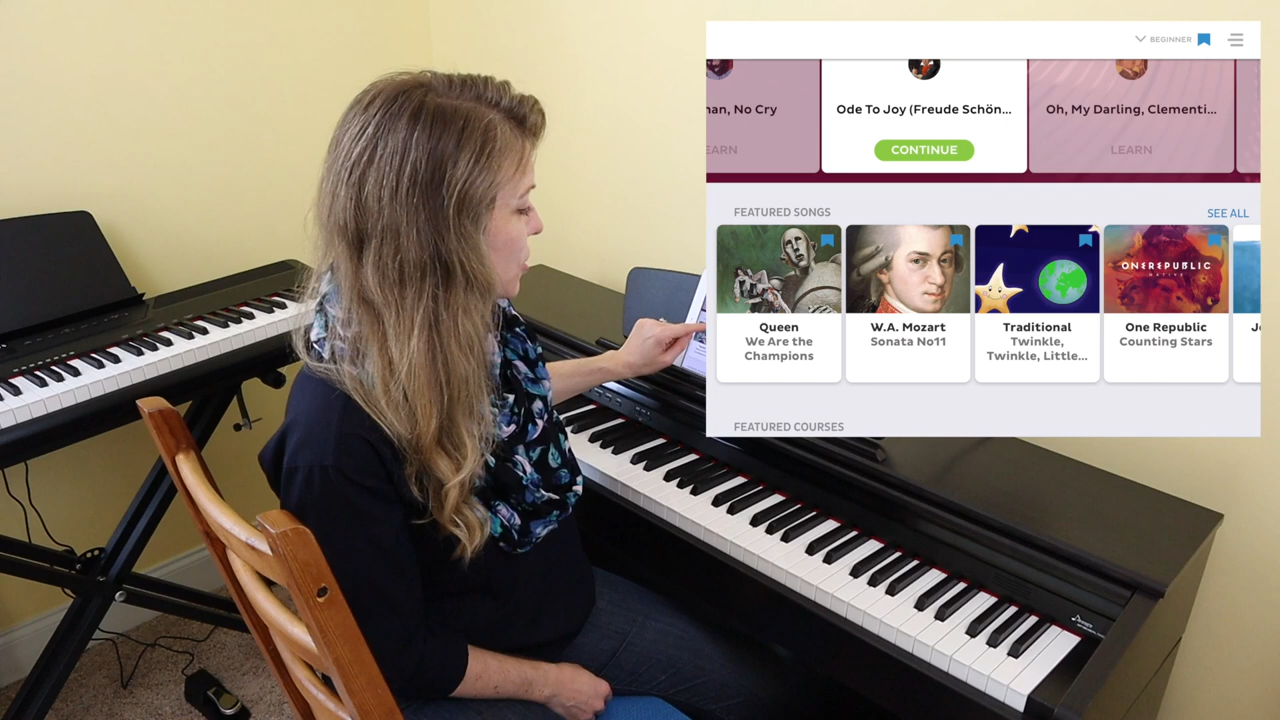 BEGINNER
nan, No Cry
Ode To Joy (Freude Schön...
Oh, My Darling, Clementi...
EARN
CONTINUE
LEARN
FEATURED SONGS
SEE ALL
ONEREPUBLIC
NATIVE
Queen
We Are the
Champions
W.A. Mozart
Sonata No11
Traditional
Twinkle,
Twinkle, Little...
One Republic
Counting Stars
FEATURED COURSES